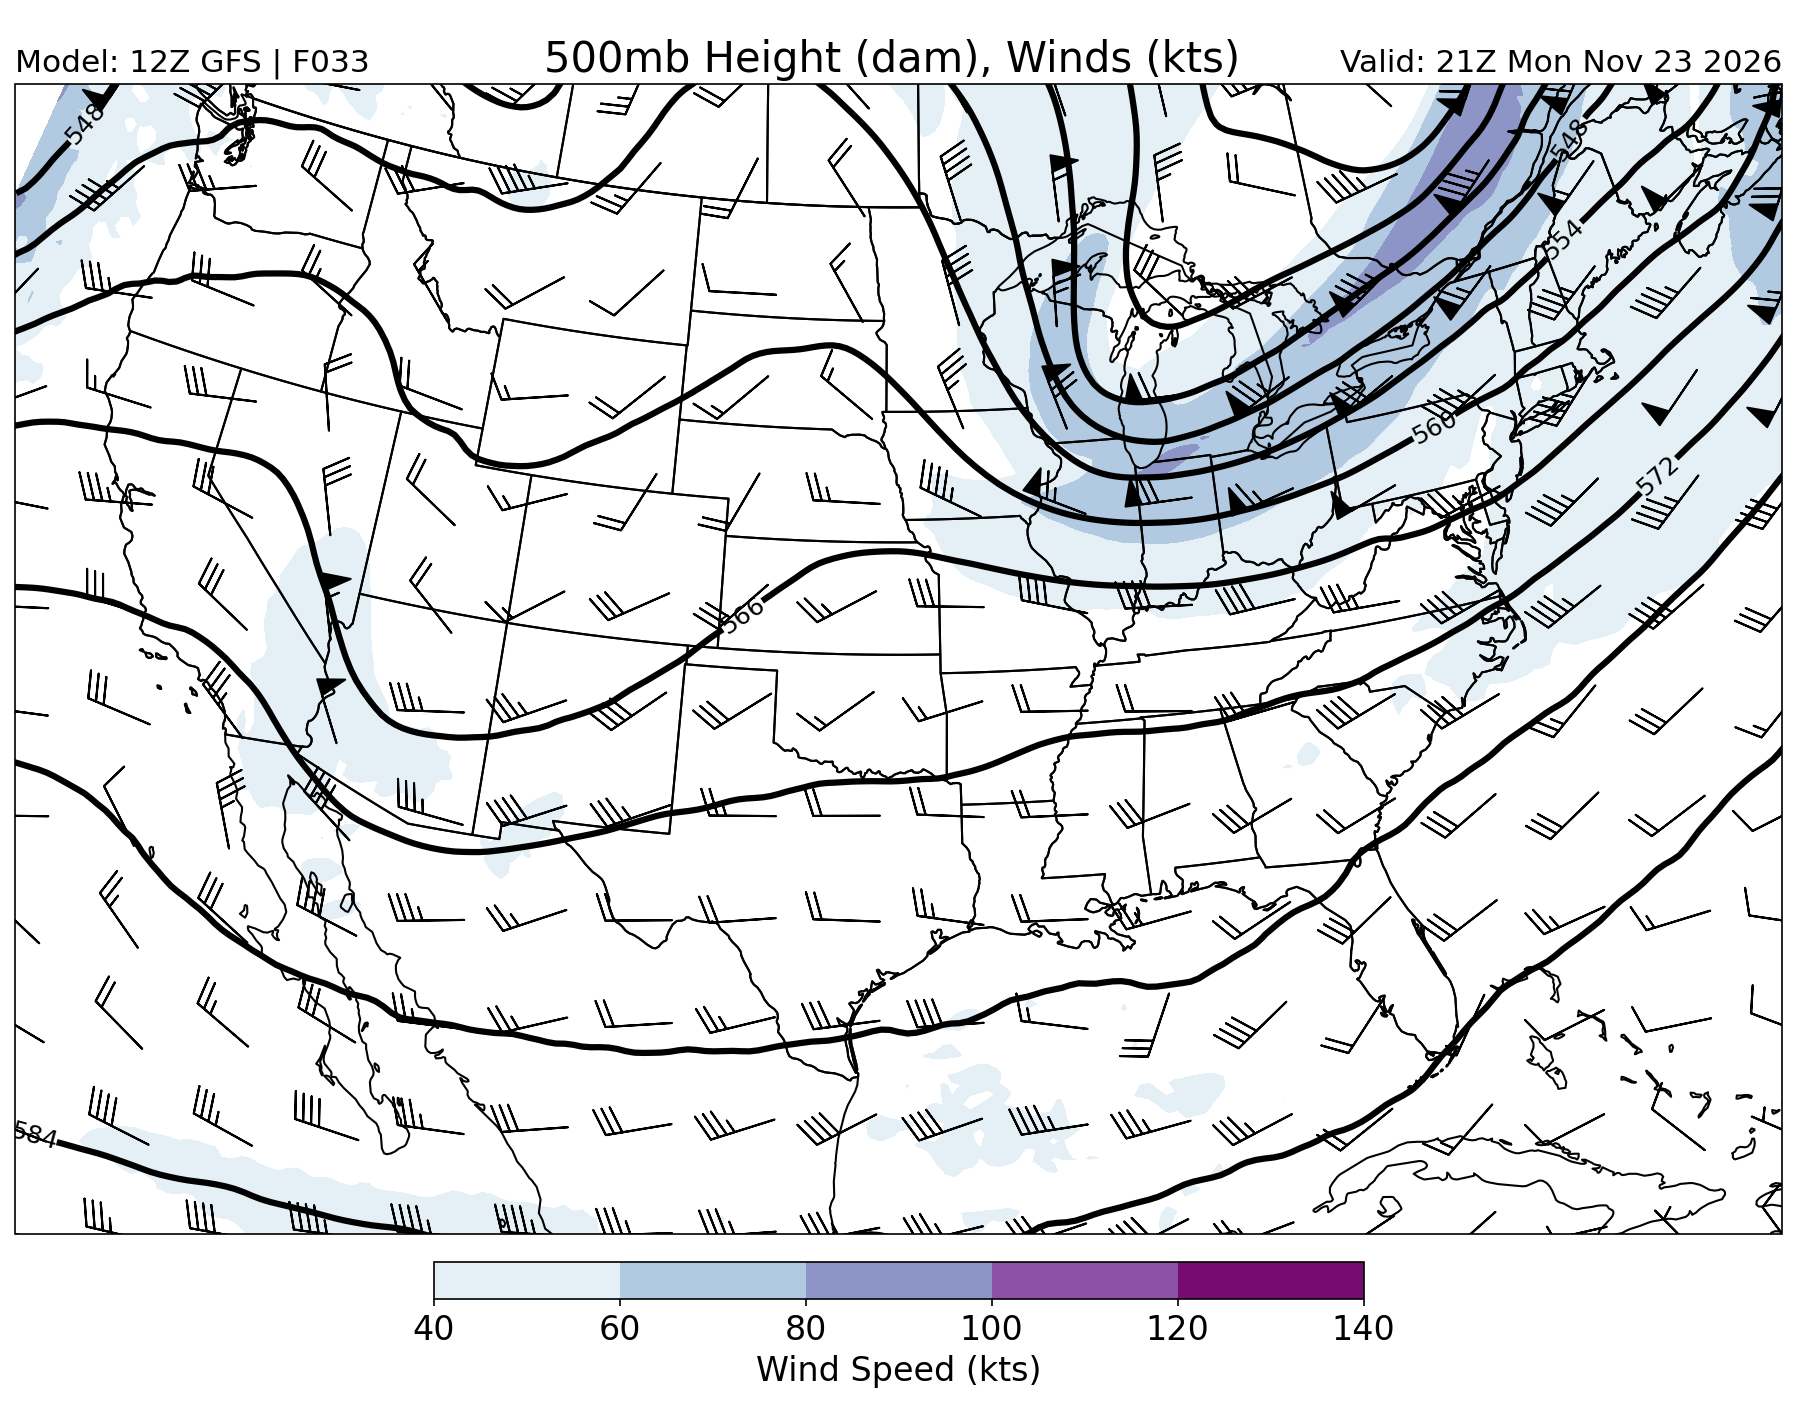 Model: 12Z GFS | F033
500mb Height (dam), Winds (kts)
Valid: 21Z Mon Nov 23 2026
548
548
554
560
572
566
584
40 60 80 100 120 140
Wind Speed (kts)